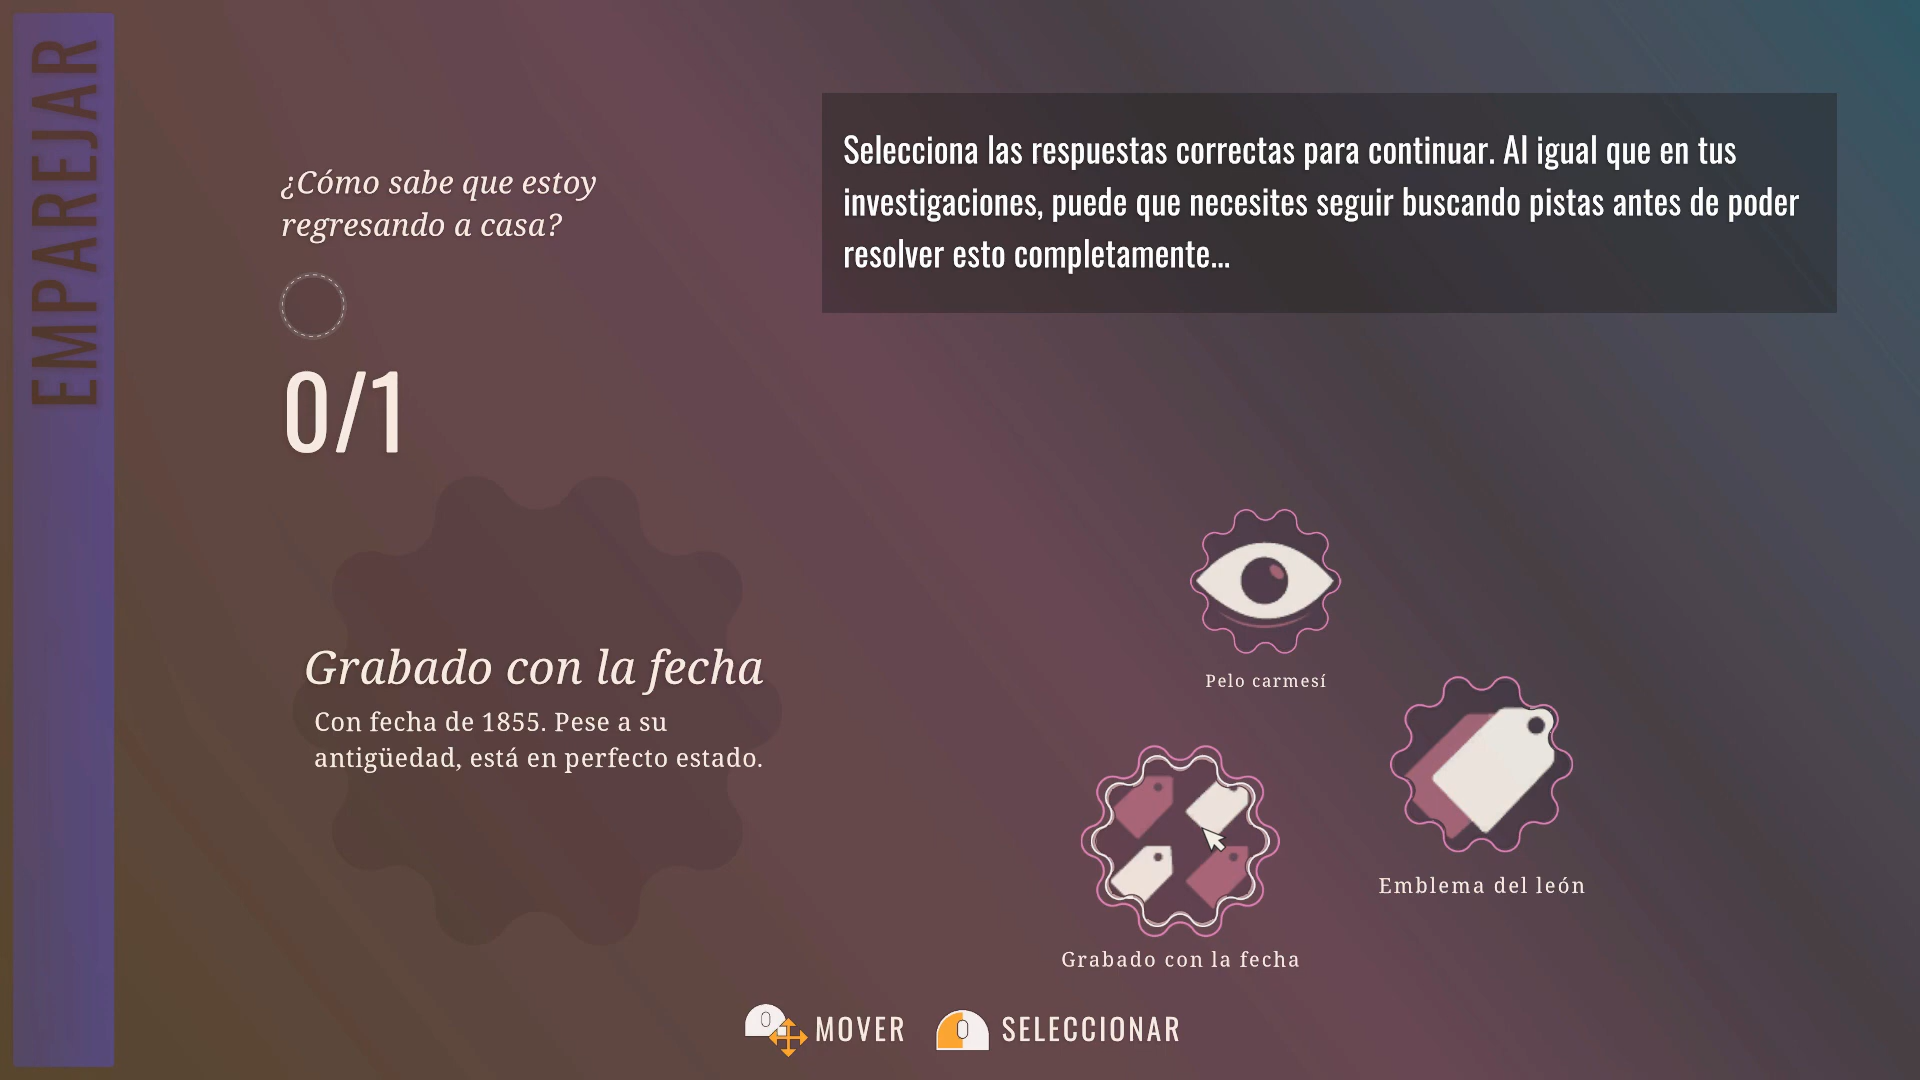 EMPAREJAR
¿Cómo sabe que estoy
regresando a casa?
0/1
Selecciona las respuestas correctas para continuar. Al igual que en tus
investigaciones, puede que necesites seguir buscando pistas antes de poder
resolver esto completamente...
Grabado con la fecha
Con fecha de 1855. Pese a su
antigüedad, está en perfecto estado.
Pelo carmesí
Emblema del león
Grabado con la fecha
MOVER
SELECCIONAR